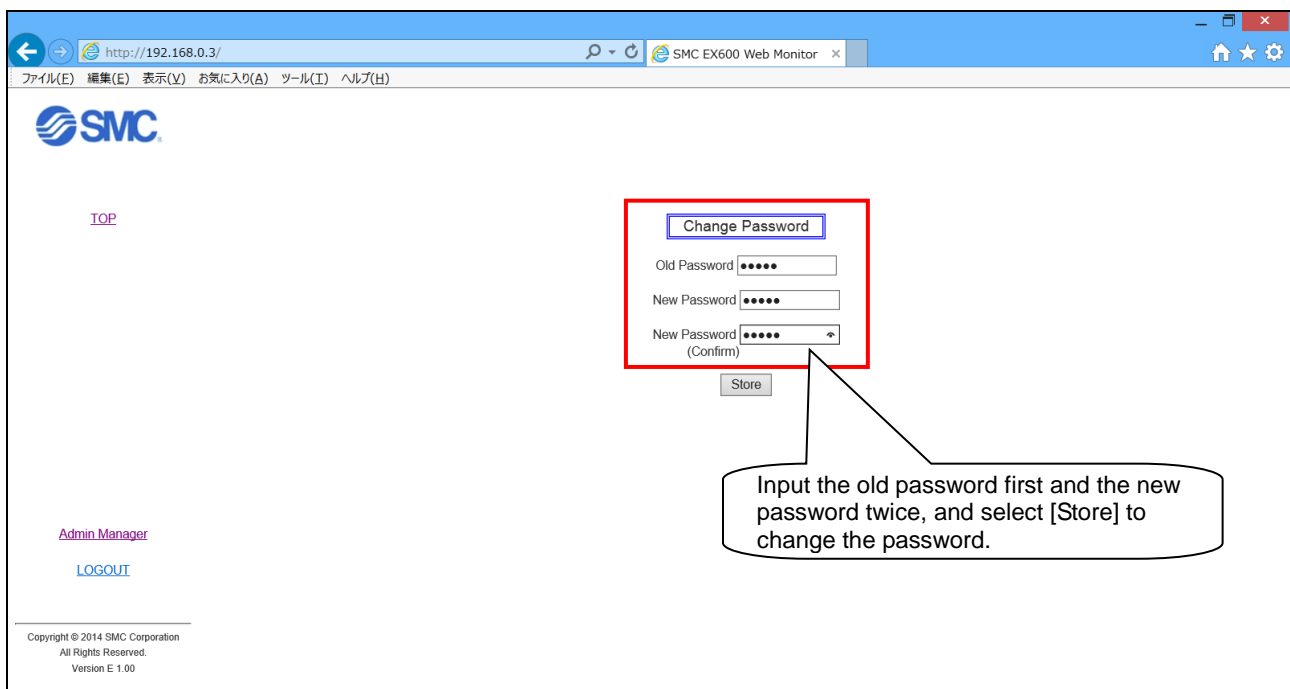 http://192.168.0.3/
SMC EX600 Web Monitor
ファイル(F) 編集(E) 表示(V) お気に入り(A) ツール(T) ヘルプ(H)
SMC
TOP
Change Password
Old Password ●●●●●
New Password ●●●●●
New Password ●●●●●
(Confirm)
Store
Input the old password first and the new
password twice, and select [Store] to
change the password.
Admin Manager
LOGOUT
Copyright © 2014 SMC Corporation
All Rights Reserved.
Version E 1.00